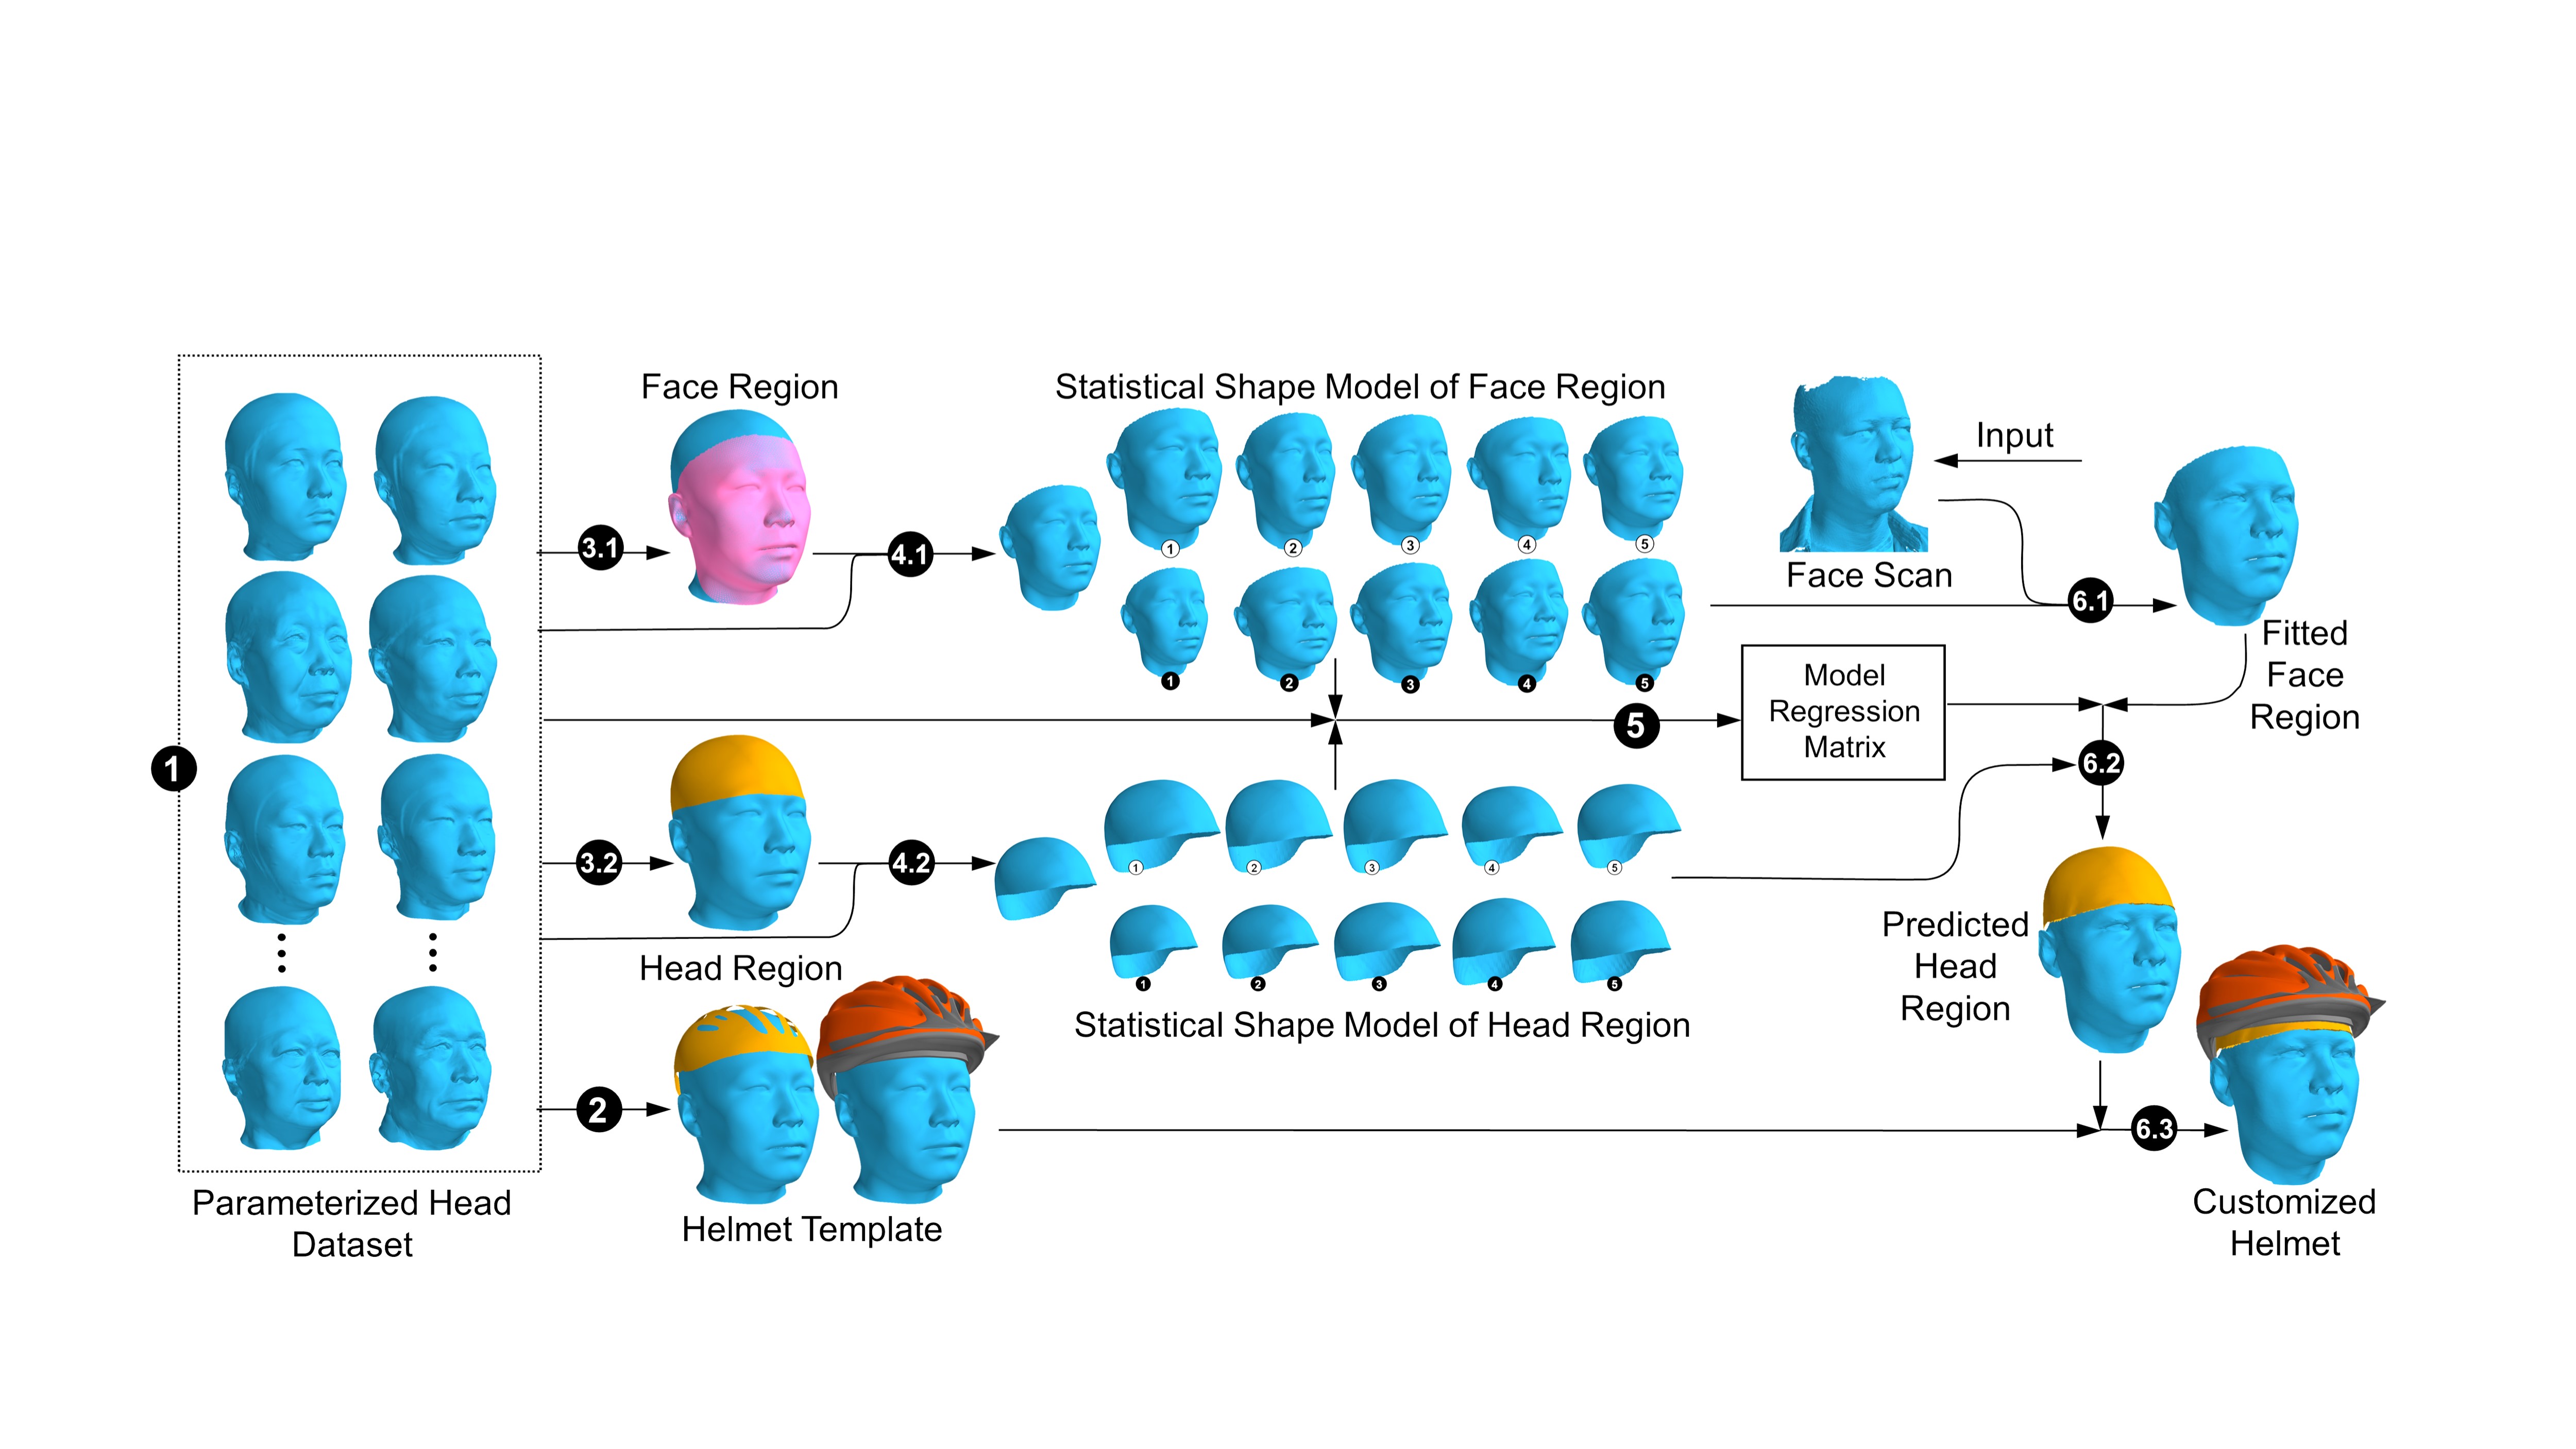 Face Region
Statistical Shape Model of Face Region
Input
3.1
4.1
1
2
3
4
5
Face Scan
6.1
1
2
3
4
5
Fitted
Face
Region
Model
Regression
Matrix
5
1
6.2
3.2
4.2
1
2
3
4
5
Predicted
Head
Region
Head Region
1
2
3
4
5
Statistical Shape Model of Head Region
2
6.3
Parameterized Head
Dataset
Helmet Template
Customized
Helmet